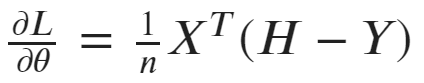 ∂L/∂θ = 1/n X^T (H − Y)